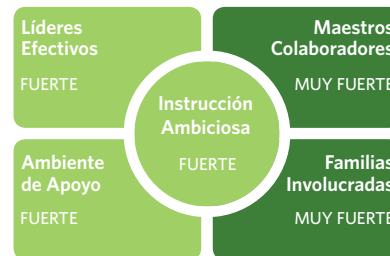 Líderes
Efectivos
FUERTE
Maestros
Colaboradores
MUY FUERTE
Instrucción
Ambiciosa
FUERTE
Ambiente
de Apoyo
FUERTE
Familias
Involucradas
MUY FUERTE